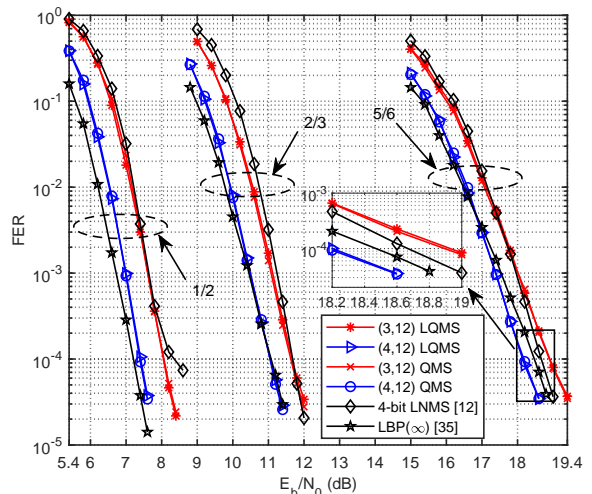 FER
10^0
10^-1
10^-2
10^-3
10^-4
10^-5
2/3
5/6
1/2
10^-3
10^-4
18.2 18.4 18.6 18.8 19
(3,12) LQMS
(4,12) LQMS
(3,12) QMS
(4,12) QMS
4-bit LNMS [12]
LBP(∞) [35]
5.4 6 7 8 9 10 11 12 13 14 15 16 17 18 19.4
E_b/N_0 (dB)